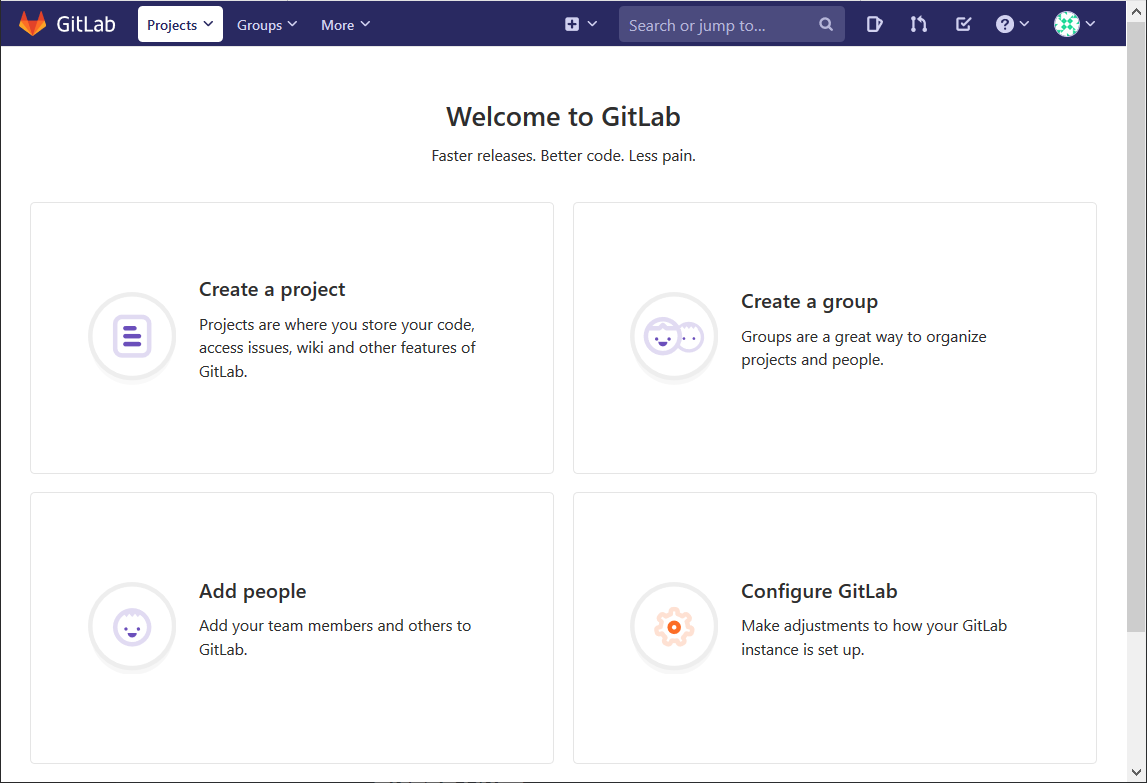 GitLab Projects Groups More Search or jump to...
Welcome to GitLab
Faster releases. Better code. Less pain.
Create a project
Projects are where you store your code,
access issues, wiki and other features of
GitLab.
Create a group
Groups are a great way to organize
projects and people.
Add people
Add your team members and others to
GitLab.
Configure GitLab
Make adjustments to how your GitLab
instance is set up.